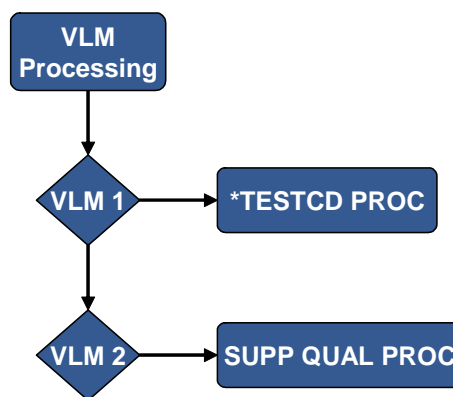 VLM
Processing
VLM 1
*TESTCD PROC
VLM 2
SUPP QUAL PROC